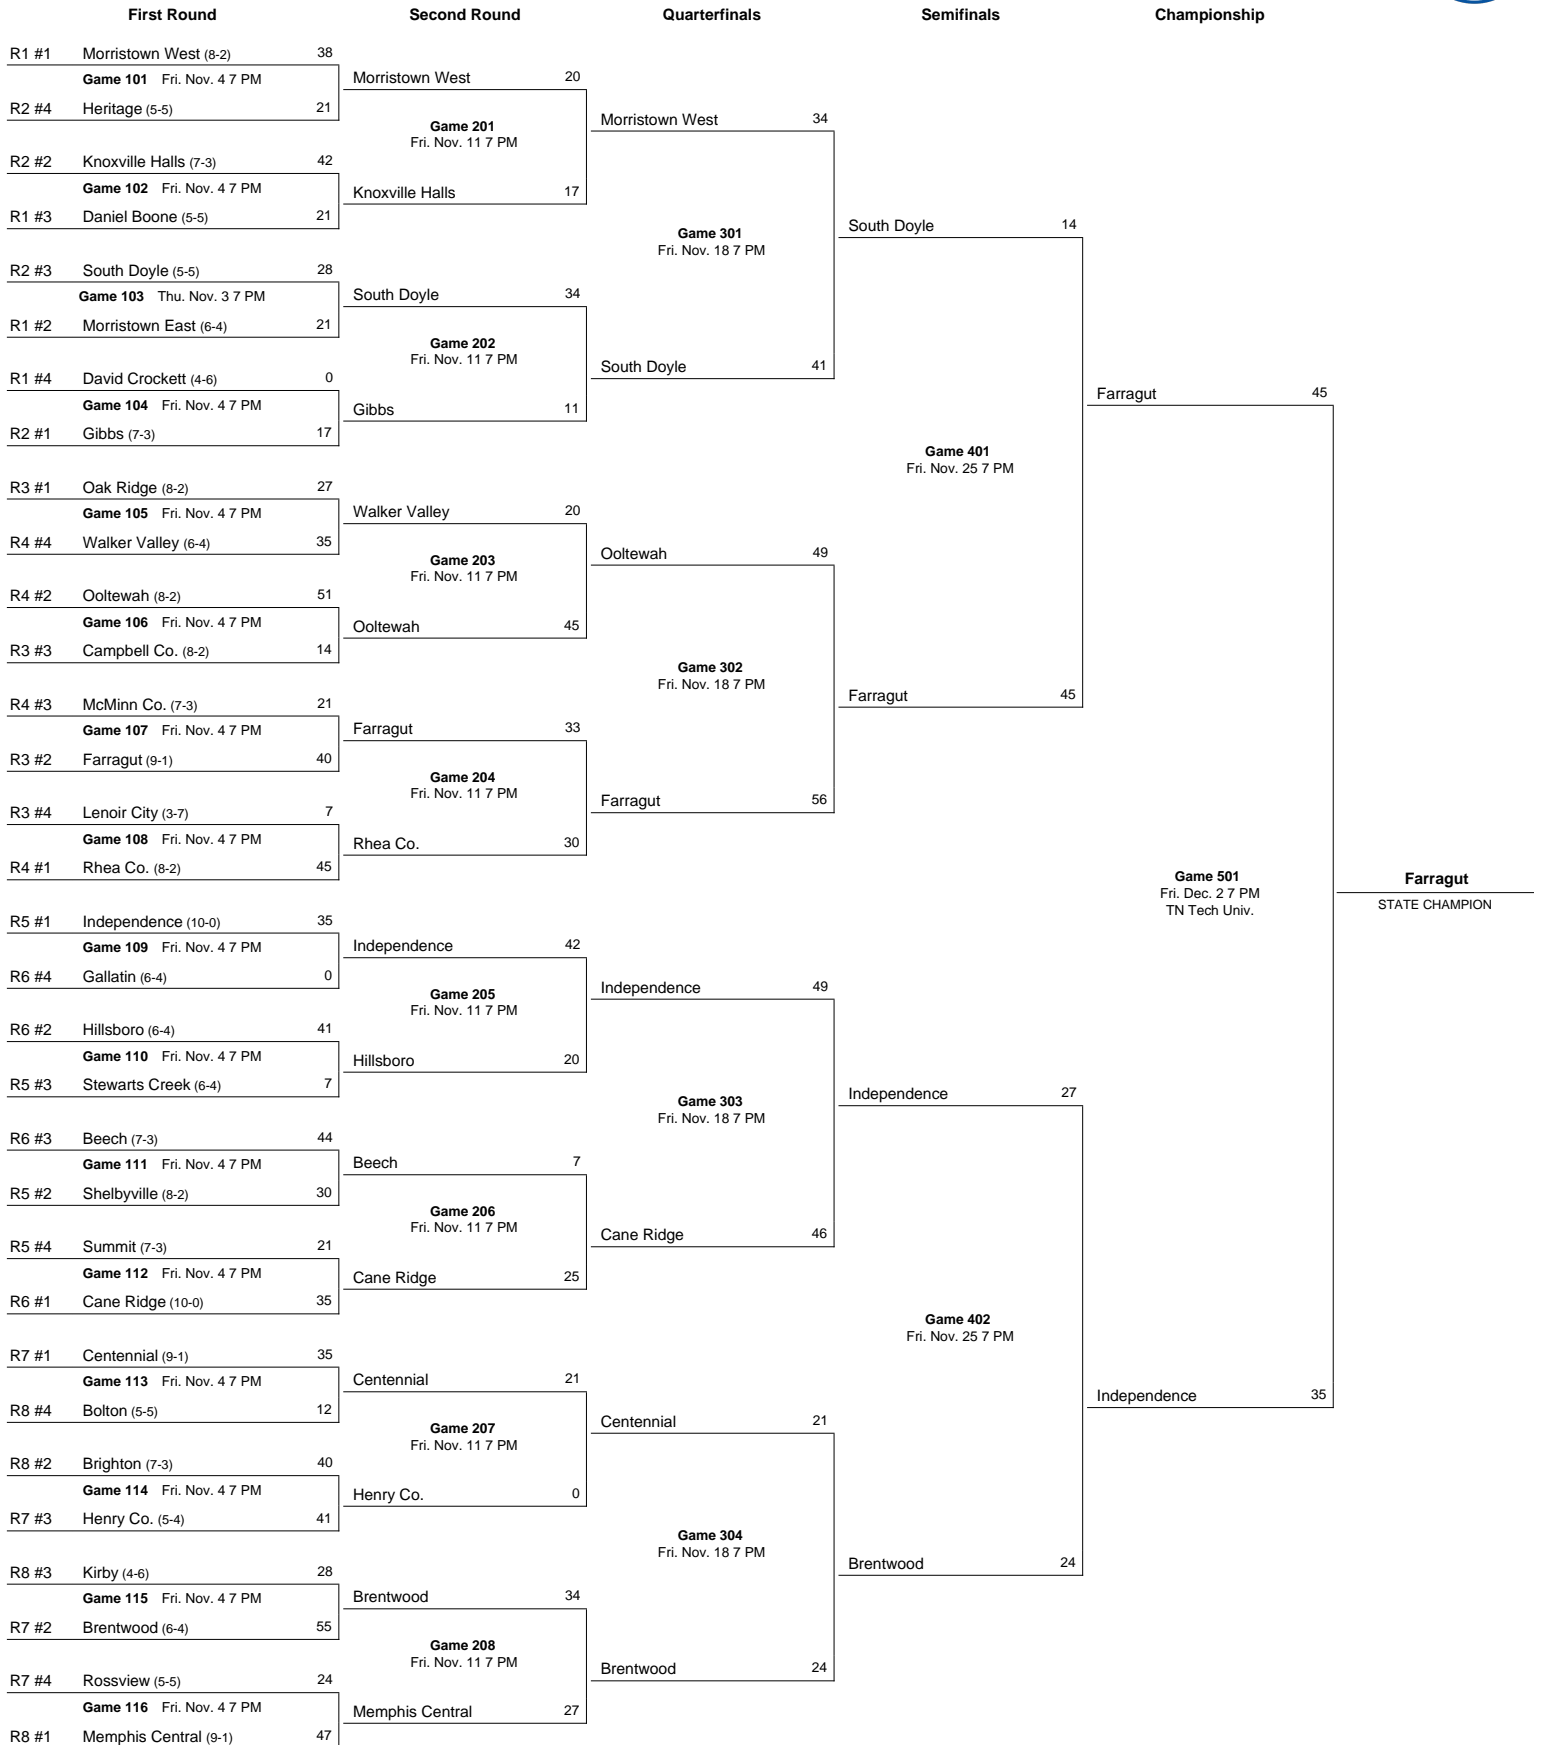 First Round
Second Round
Quarterfinals
Semifinals
Championship
R1 #1 Morristown West (8-2) 38
Game 101 Fri. Nov. 4 7 PM
R2 #4 Heritage (5-5) 21
R2 #2 Knoxville Halls (7-3) 42
Game 102 Fri. Nov. 4 7 PM
R1 #3 Daniel Boone (5-5) 21
R2 #3 South Doyle (5-5) 28
Game 103 Thu. Nov. 3 7 PM
R1 #2 Morristown East (6-4) 21
R1 #4 David Crockett (4-6) 0
Game 104 Fri. Nov. 4 7 PM
R2 #1 Gibbs (7-3) 17
R3 #1 Oak Ridge (8-2) 27
Game 105 Fri. Nov. 4 7 PM
R4 #4 Walker Valley (6-4) 35
R4 #2 Ooltewah (8-2) 51
Game 106 Fri. Nov. 4 7 PM
R3 #3 Campbell Co. (8-2) 14
R4 #3 McMinn Co. (7-3) 21
Game 107 Fri. Nov. 4 7 PM
R3 #2 Farragut (9-1) 40
R3 #4 Lenoir City (3-7) 7
Game 108 Fri. Nov. 4 7 PM
R4 #1 Rhea Co. (8-2) 45
R5 #1 Independence (10-0) 35
Game 109 Fri. Nov. 4 7 PM
R6 #4 Gallatin (6-4) 0
R6 #2 Hillsboro (6-4) 41
Game 110 Fri. Nov. 4 7 PM
R5 #3 Stewarts Creek (6-4) 7
R6 #3 Beech (7-3) 44
Game 111 Fri. Nov. 4 7 PM
R5 #2 Shelbyville (8-2) 30
R5 #4 Summit (7-3) 21
Game 112 Fri. Nov. 4 7 PM
R6 #1 Cane Ridge (10-0) 35
R7 #1 Centennial (9-1) 35
Game 113 Fri. Nov. 4 7 PM
R8 #4 Bolton (5-5) 12
R8 #2 Brighton (7-3) 40
Game 114 Fri. Nov. 4 7 PM
R7 #3 Henry Co. (5-4) 41
R8 #3 Kirby (4-6) 28
Game 115 Fri. Nov. 4 7 PM
R7 #2 Brentwood (6-4) 55
R7 #4 Rossview (5-5) 24
Game 116 Fri. Nov. 4 7 PM
R8 #1 Memphis Central (9-1) 47
Morristown West 20
Game 201
Fri. Nov. 11 7 PM
Knoxville Halls 17
South Doyle 34
Game 202
Fri. Nov. 11 7 PM
Gibbs 11
Walker Valley 20
Game 203
Fri. Nov. 11 7 PM
Ooltewah 45
Farragut 33
Game 204
Fri. Nov. 11 7 PM
Rhea Co. 30
Independence 42
Game 205
Fri. Nov. 11 7 PM
Hillsboro 20
Beech 7
Game 206
Fri. Nov. 11 7 PM
Cane Ridge 25
Centennial 21
Game 207
Fri. Nov. 11 7 PM
Henry Co. 0
Brentwood 34
Game 208
Fri. Nov. 11 7 PM
Memphis Central 27
Morristown West 34
Game 301
Fri. Nov. 18 7 PM
South Doyle 41
Ooltewah 49
Game 302
Fri. Nov. 18 7 PM
Farragut 56
Independence 49
Game 303
Fri. Nov. 18 7 PM
Cane Ridge 46
Centennial 21
Game 304
Fri. Nov. 18 7 PM
Brentwood 24
South Doyle 14
Game 401
Fri. Nov. 25 7 PM
Farragut 45
Independence 27
Game 402
Fri. Nov. 25 7 PM
Brentwood 24
Farragut 45
Game 501
Fri. Dec. 2 7 PM
TN Tech Univ.
Independence 35
Farragut
STATE CHAMPION